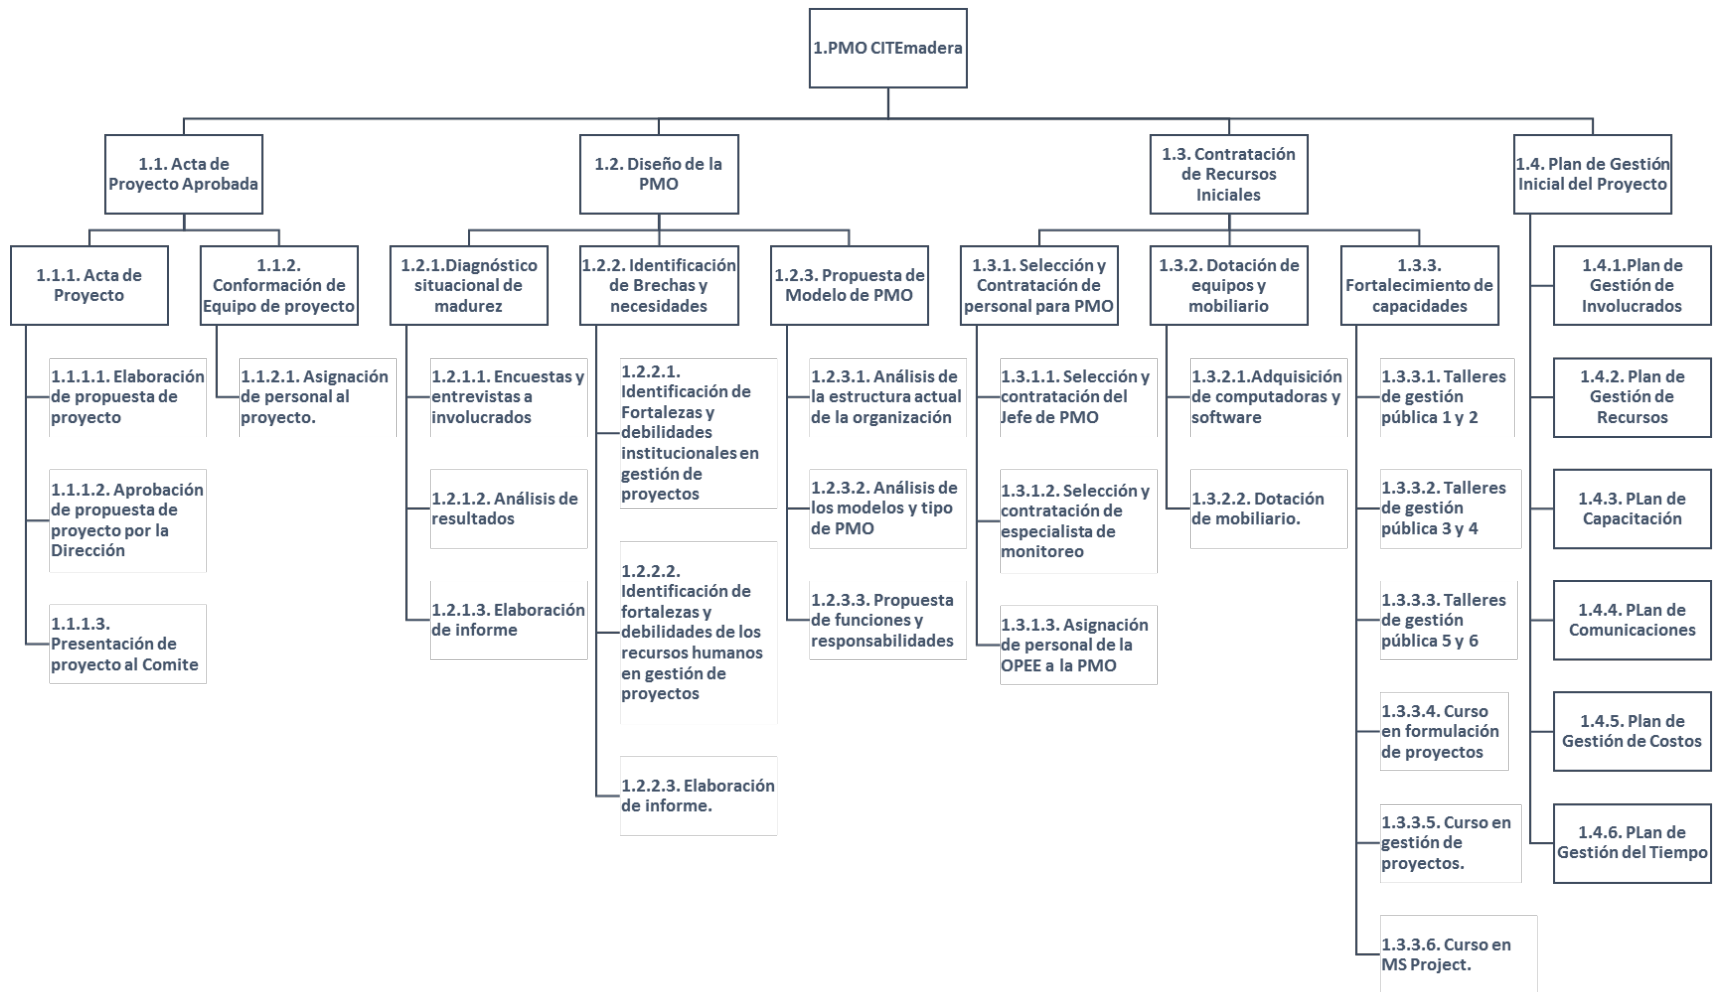 1.PMO CITEmadera
1.1. Acta de
Proyecto Aprobada
1.2. Diseño de la
PMO
1.3. Contratación
de Recursos
Iniciales
1.4. Plan de Gestión
Inicial del Proyecto
1.1.1. Acta de
Proyecto
1.1.2.
Conformación de
Equipo de proyecto
1.2.1.Diagnóstico
situacional de
madurez
1.2.2. Identificación
de Brechas y
necesidades
1.2.3. Propuesta de
Modelo de PMO
1.3.1. Selección y
Contratación de
personal para PMO
1.3.2. Dotación de
equipos y
mobiliario
1.3.3.
Fortalecimiento de
capacidades
1.4.1.Plan de
Gestión de
Involucrados
1.1.1.1. Elaboración
de propuesta de
proyecto
1.1.1.2. Aprobación
de propuesta de
proyecto por la
Dirección
1.1.1.3.
Presentación de
proyecto al Comite
1.1.2.1. Asignación
de personal al
proyecto.
1.2.1.1. Encuestas y
entrevistas a
involucrados
1.2.1.2. Análisis de
resultados
1.2.1.3. Elaboración
de informe
1.2.2.1.
Identificación de
Fortalezas y
debilidades
institucionales en
gestión de
proyectos
1.2.2.2.
Identificación de
fortalezas y
debilidades de los
recursos humanos
en gestión de
proyectos
1.2.2.3. Elaboración
de informe.
1.2.3.1. Análisis de
la estructura actual
de la organización
1.2.3.2. Análisis de
los modelos y tipo
de PMO
1.2.3.3. Propuesta
de funciones y
responsabilidades
1.3.1.1. Selección y
contratación del
Jefe de PMO
1.3.1.2. Selección y
contratación de
especialista de
monitoreo
1.3.1.3. Asignación
de personal de la
OPEE a la PMO
1.3.2.1.Adquisición
de computadoras y
software
1.3.2.2. Dotación
de mobiliario.
1.3.3.1. Talleres
de gestión
pública 1 y 2
1.3.3.2. Talleres
de gestión
pública 3 y 4
1.3.3.3. Talleres
de gestión
pública 5 y 6
1.3.3.4. Curso
en formulación
de proyectos
1.3.3.5. Curso en
gestión de
proyectos.
1.3.3.6. Curso en
MS Project.
1.4.2. Plan de
Gestión de
Recursos
1.4.3. PLan de
Capacitación
1.4.4. PLan de
Comunicaciones
1.4.5. Plan de
Gestión de Costos
1.4.6. PLan de
Gestión del Tiempo